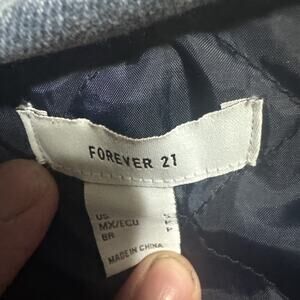 FOREVER 21
US
MX/ECU
BR
MADE IN CHINA